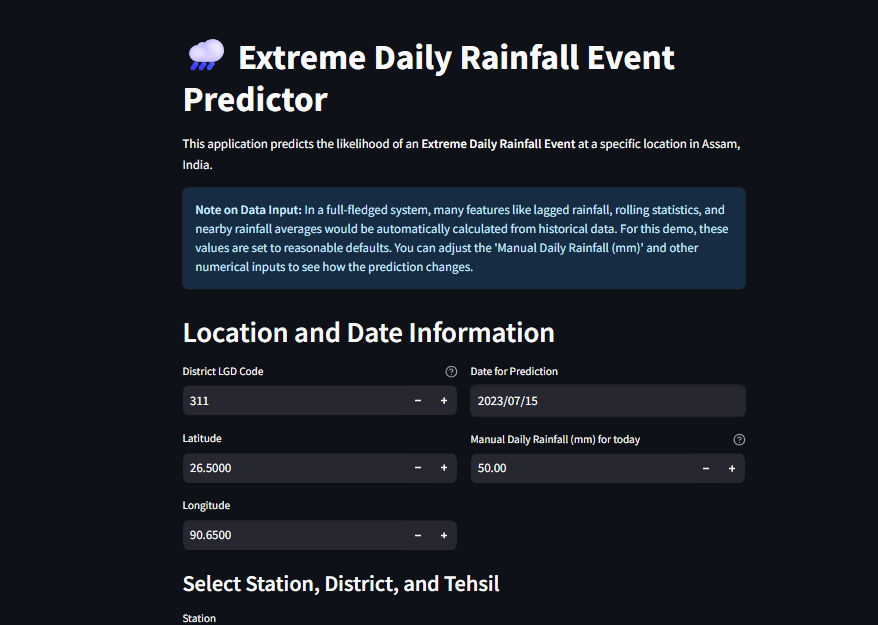 Extreme Daily Rainfall Event
Predictor
This application predicts the likelihood of an Extreme Daily Rainfall Event at a specific location in Assam,
India.
Note on Data Input: In a full-fledged system, many features like lagged rainfall, rolling statistics, and
nearby rainfall averages would be automatically calculated from historical data. For this demo, these
values are set to reasonable defaults. You can adjust the 'Manual Daily Rainfall (mm)' and other
numerical inputs to see how the prediction changes.
Location and Date Information
District LGD Code
311
Date for Prediction
2023/07/15
Latitude
26.5000
Manual Daily Rainfall (mm) for today
50.00
Longitude
90.6500
Select Station, District, and Tehsil
Station